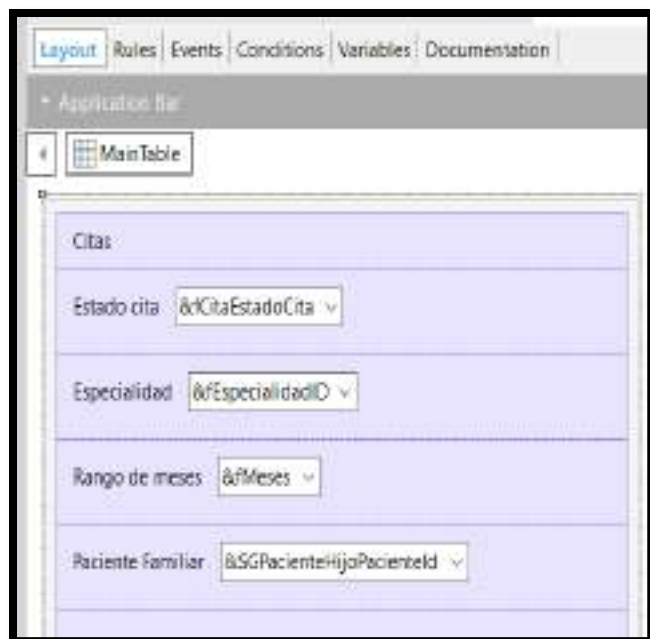 Layout Rules Events Conditions Variables Documentation
Application Bar
MainTable
Citas
Estado cita &fCitaEstadoCita
Especialidad &fEspecialidadID
Rango de meses &fMeses
Paciente Familiar &SGPacienteHijoPacienteId